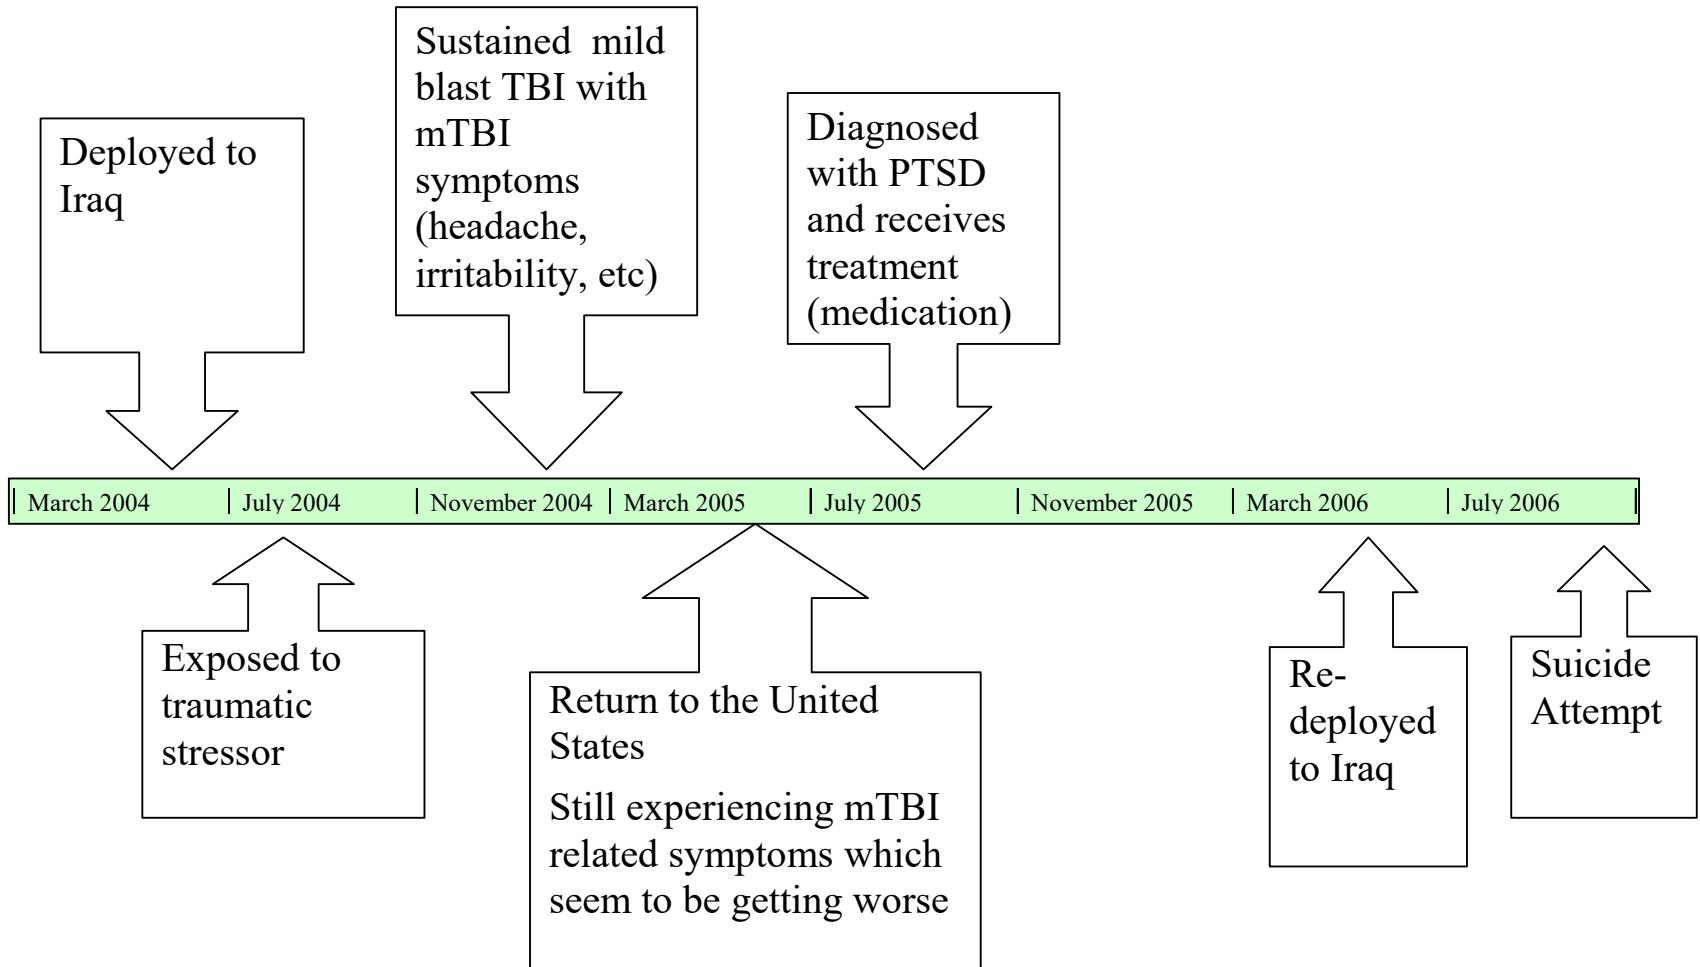 Sustained mild
blast TBI with
mTBI
symptoms
(headache,
irritability, etc)
Deployed to
Iraq
Diagnosed
with PTSD
and receives
treatment
(medication)
March 2004
July 2004
November 2004
March 2005
July 2005
November 2005
March 2006
July 2006
Exposed to
traumatic
stressor
Return to the United
States
Still experiencing mTBI
related symptoms which
seem to be getting worse
Re-
deployed
to Iraq
Suicide
Attempt